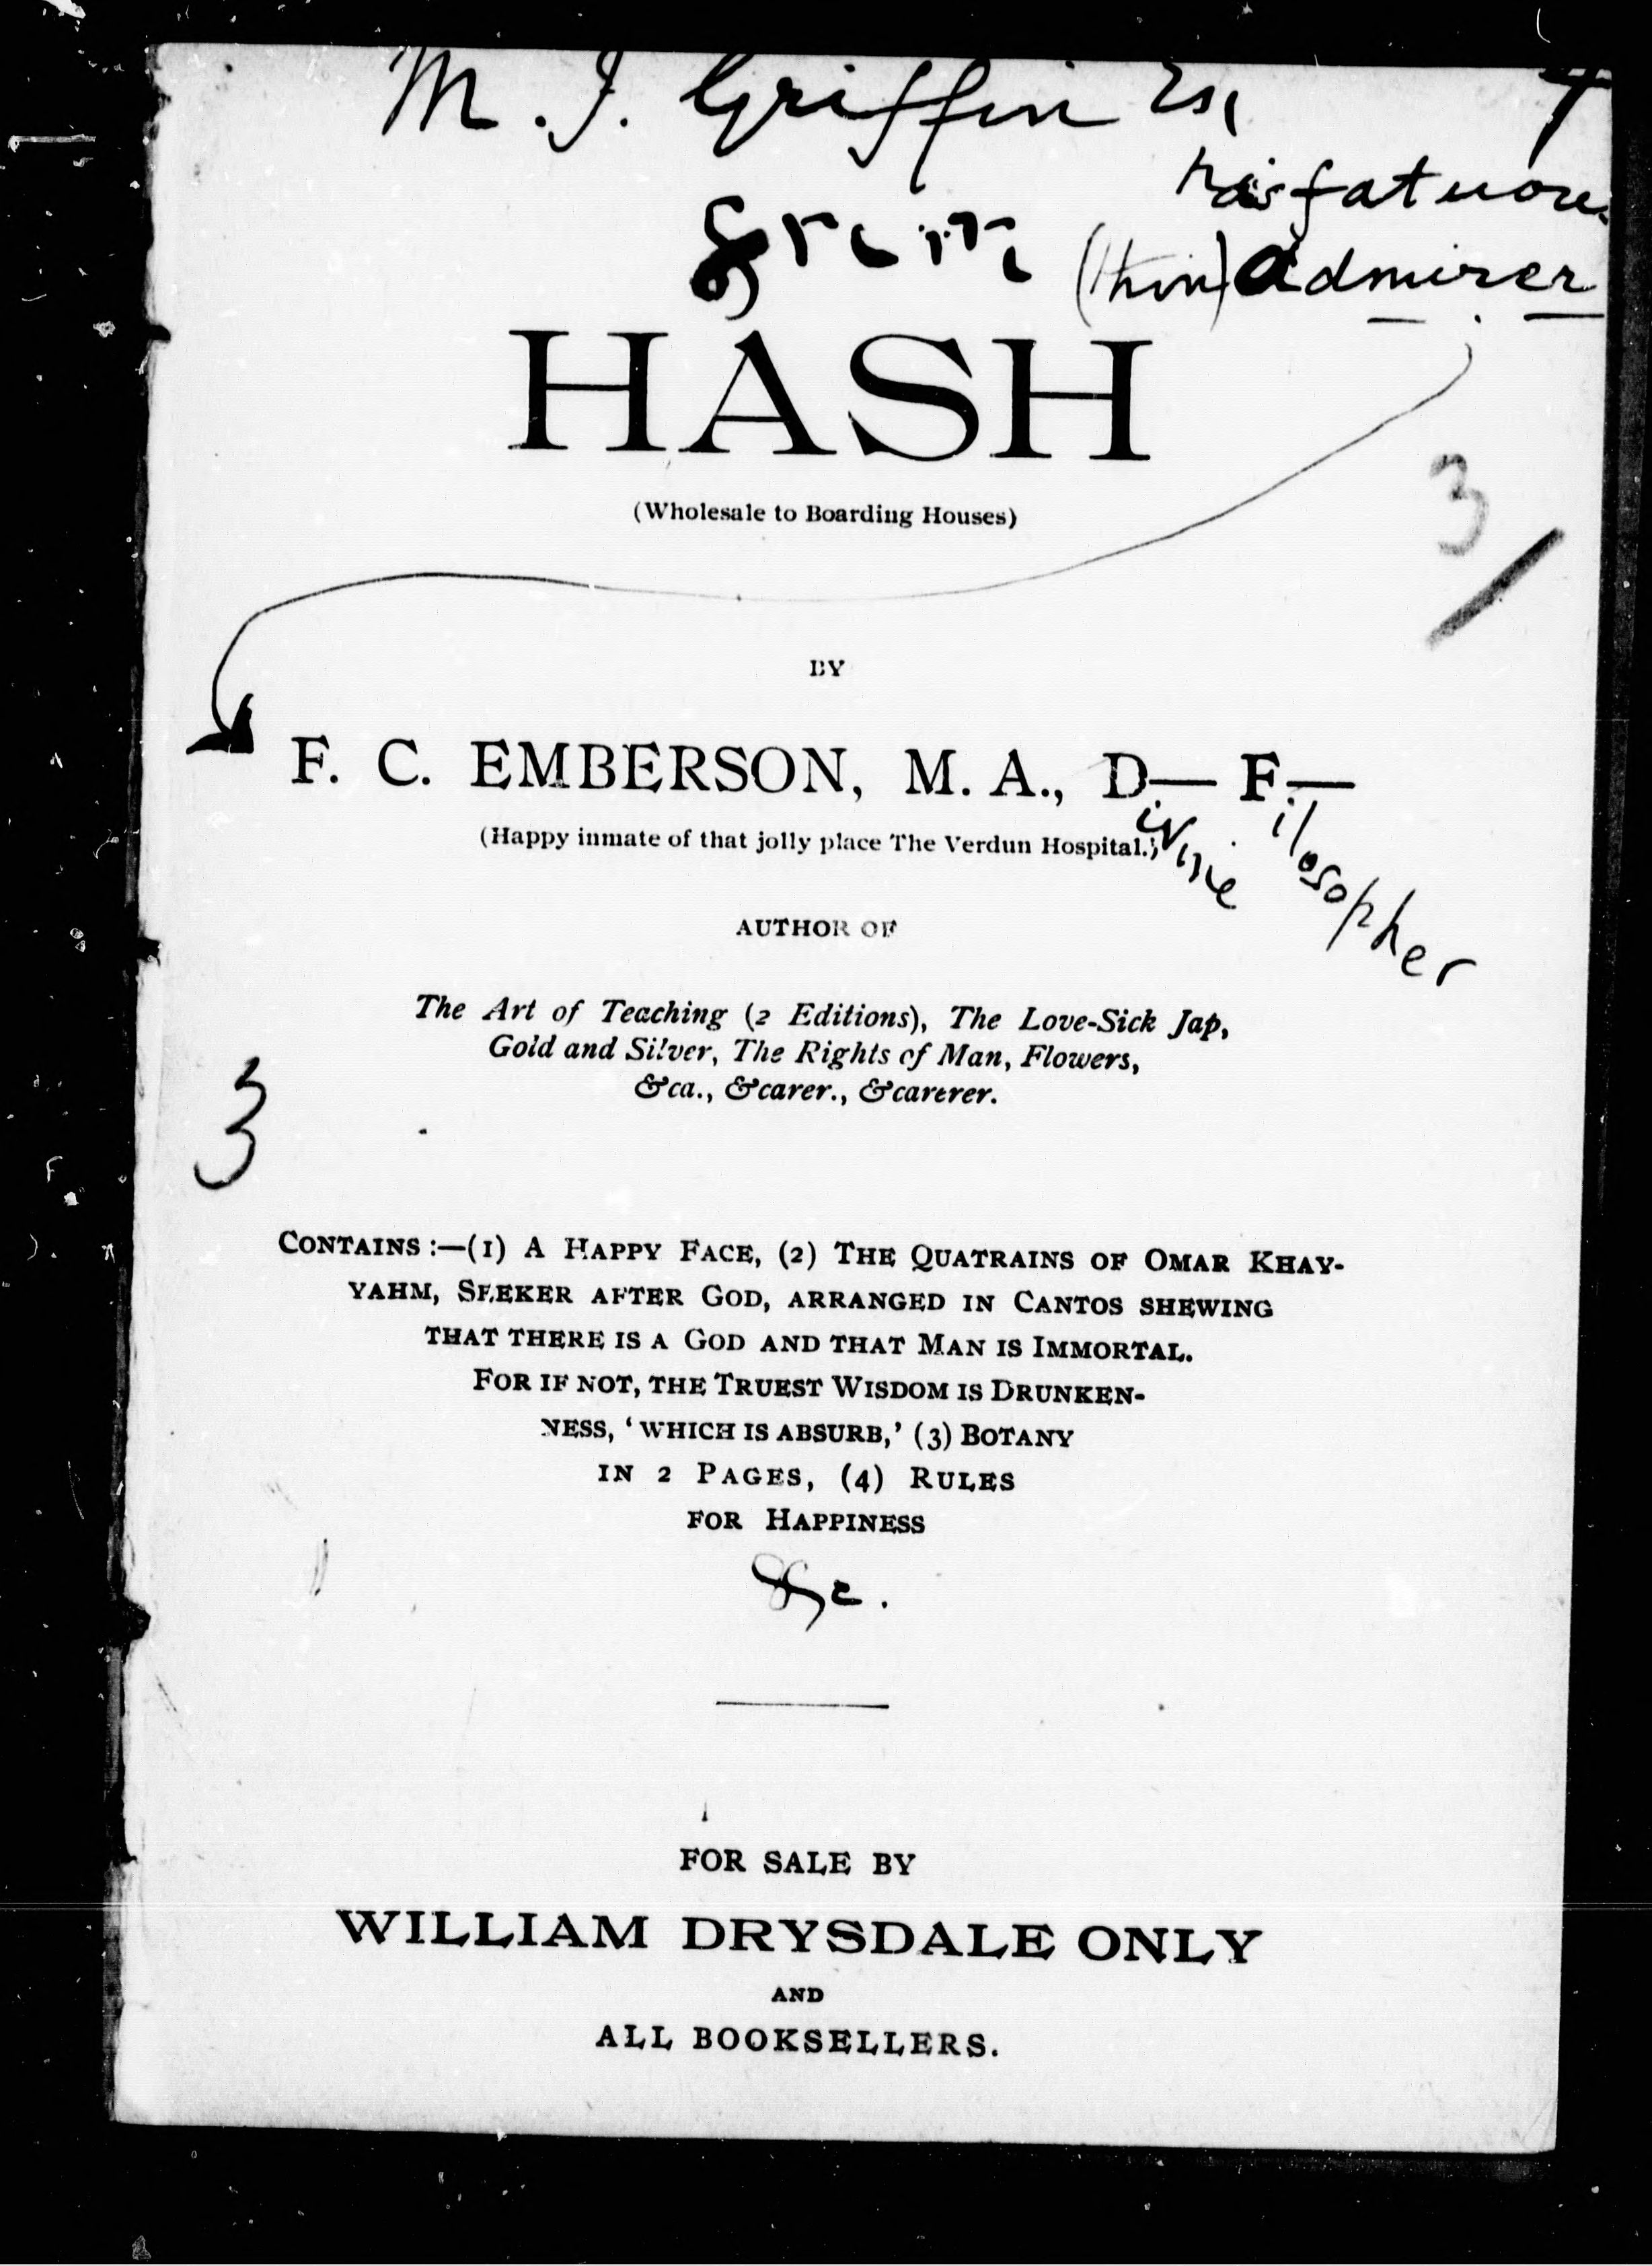 M. J. Griffin Es
from
his fat
(thin) admirer
HASH
(Wholesale to Boarding Houses)
3
BY
F. C. EMBERSON, M. A., D— F—
ivine ilosopher
(Happy inmate of that jolly place The Verdun Hospital.)
AUTHOR OF
The Art of Teaching (2 Editions), The Love-Sick Jap,
Gold and Silver, The Rights of Man, Flowers,
&ca., &carer., &carerer.
3
CONTAINS :—(1) A HAPPY FACE, (2) THE QUATRAINS OF OMAR KHAY-
YAHM, SEEKER AFTER GOD, ARRANGED IN CANTOS SHEWING
THAT THERE IS A GOD AND THAT MAN IS IMMORTAL.
FOR IF NOT, THE TRUEST WISDOM IS DRUNKEN-
NESS, ‘WHICH IS ABSURB,’ (3) BOTANY
IN 2 PAGES, (4) RULES
FOR HAPPINESS
&c.
FOR SALE BY
WILLIAM DRYSDALE ONLY
AND
ALL BOOKSELLERS.